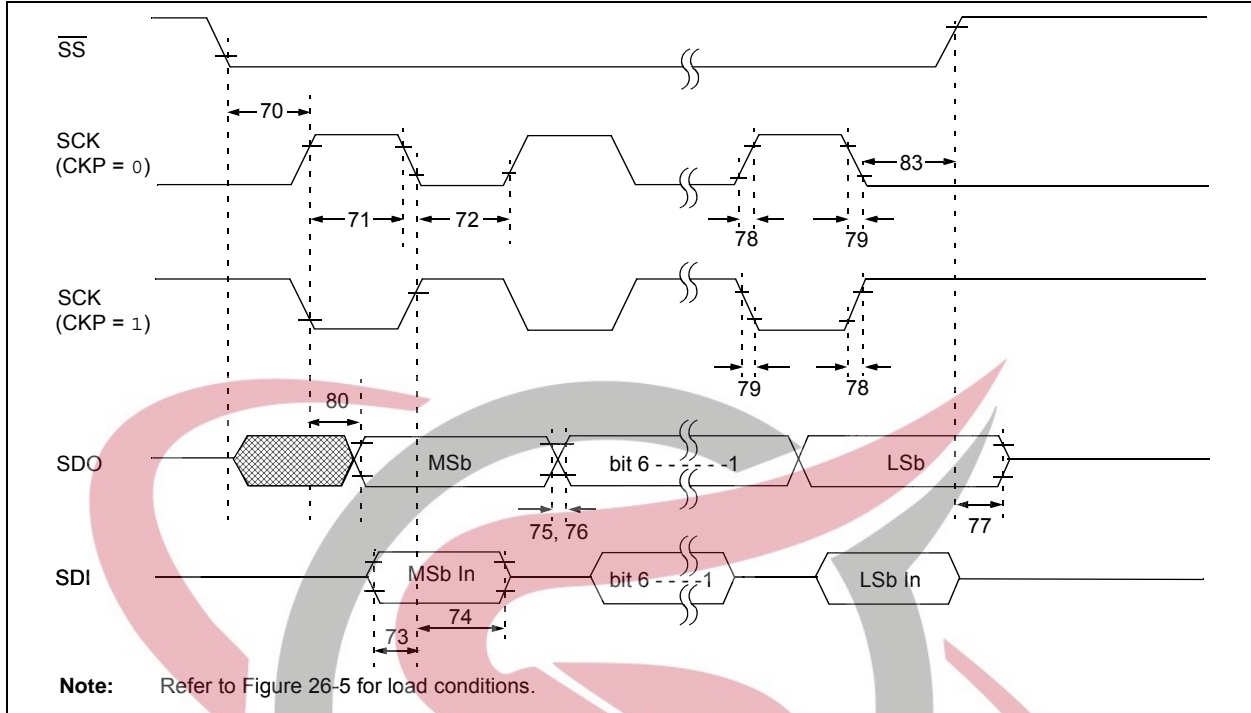 SS
70
SCK
(CKP = 0)
83
71
72
78
79
SCK
(CKP = 1)
79
78
80
SDO
MSb
bit 6 - - - - - -1
LSb
75, 76
77
SDI
MSb In
bit 6 - - - -1
LSb In
74
73
Note: Refer to Figure 26-5 for load conditions.